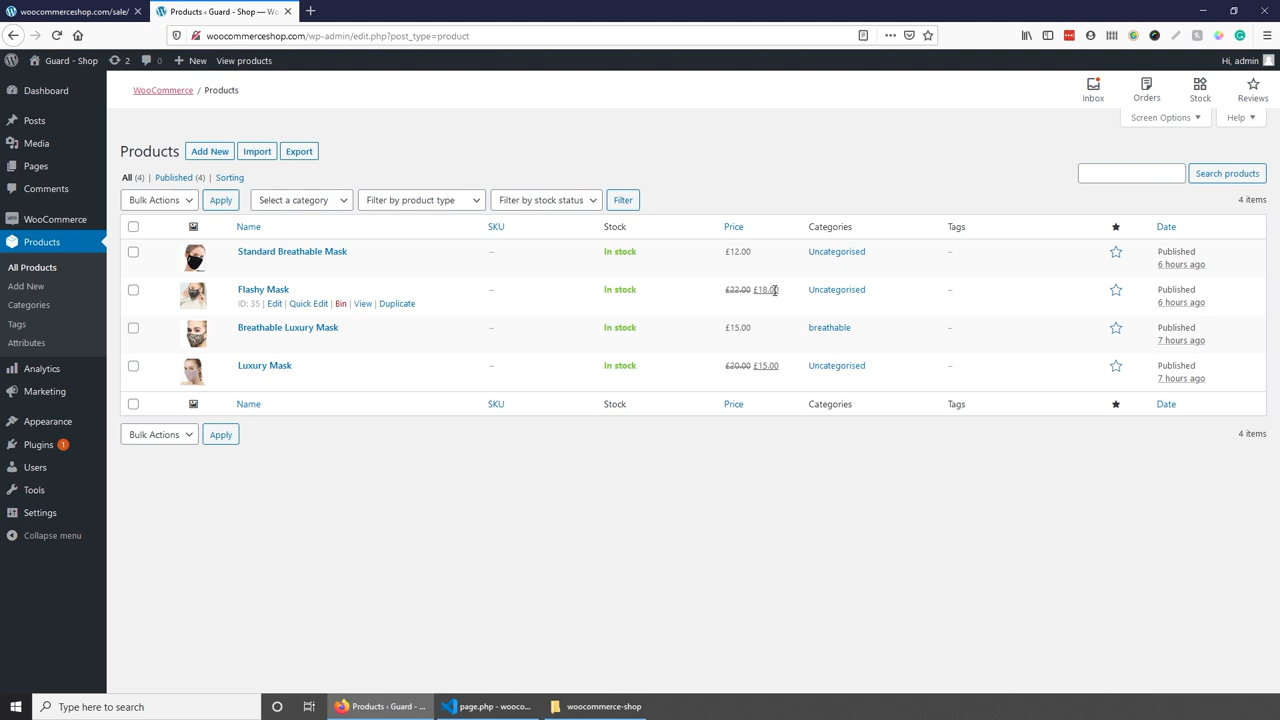 woocommerceshop.com/sale/
Products ‹ Guard - Shop — Wo
woocommerceshop.com/wp-admin/edit.php?post_type=product
Guard - Shop 2 0 New View products Hi, admin
Dashboard
Posts
Media
Pages
Comments
WooCommerce
Products
All Products
Add New
Categories
Tags
Attributes
Analytics
Marketing
Appearance
Plugins 1
Users
Tools
Settings
Collapse menu
WooCommerce / Products
Inbox Orders Stock Reviews
Screen Options Help
Products Add New Import Export
All (4) | Published (4) | Sorting
Search products
Bulk Actions Apply Select a category Filter by product type Filter by stock status Filter 4 items
Name SKU Stock Price Categories Tags Date
Standard Breathable Mask – In stock £12.00 Uncategorised – Published
6 hours ago
Flashy Mask – In stock £22.00 £18.00 Uncategorised – Published
ID: 35 | Edit | Quick Edit | Bin | View | Duplicate 6 hours ago
Breathable Luxury Mask – In stock £15.00 breathable – Published
7 hours ago
Luxury Mask – In stock £20.00 £15.00 Uncategorised – Published
7 hours ago
Name SKU Stock Price Categories Tags Date
Bulk Actions Apply 4 items
Type here to search Products ‹ Guard - ... page.php - wooco... woocommerce-shop